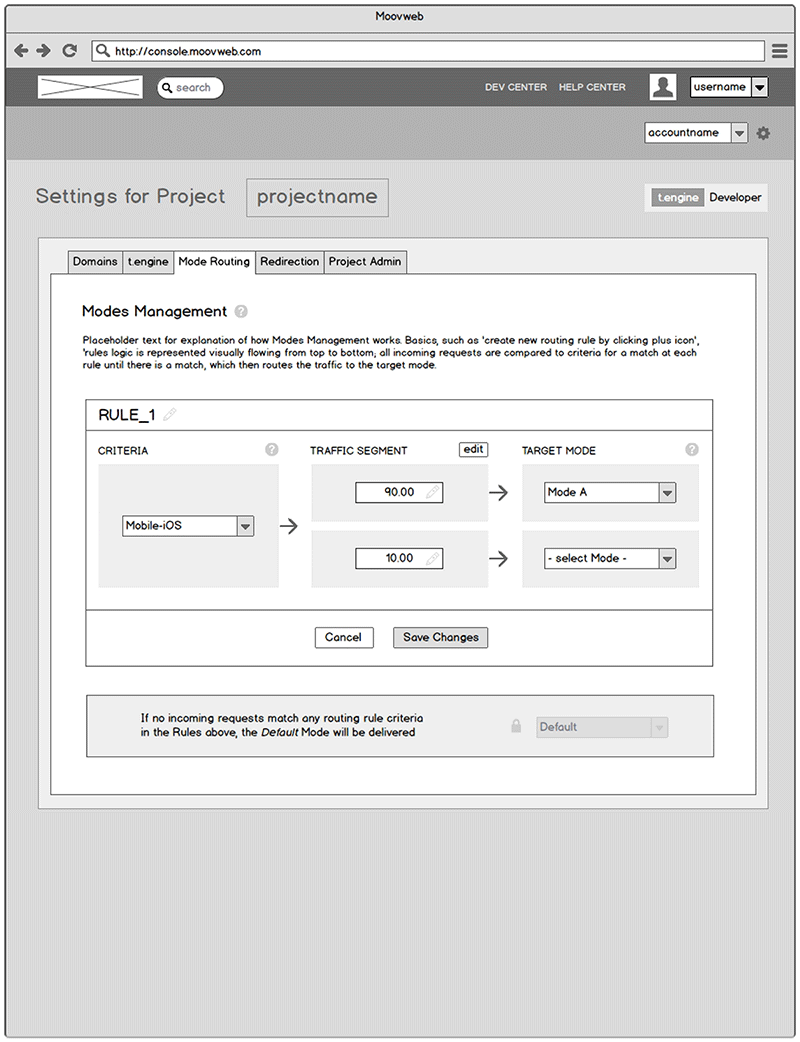 Moovweb
http://console.moovweb.com
search
DEV CENTER HELP CENTER
username
accountname
Settings for Project projectname
t.engine Developer
Domains t.engine Mode Routing Redirection Project Admin
Modes Management ?
Placeholder text for explanation of how Modes Management works. Basics, such as 'create new routing rule by clicking plus icon',
'rules logic is represented visually flowing from top to bottom; all incoming requests are compared to criteria for a match at each
rule until there is a match, which then routes the traffic to the target mode.
RULE_1
CRITERIA ? TRAFFIC SEGMENT edit TARGET MODE ?
90.00 Mode A
Mobile-iOS
10.00 - select Mode -
Cancel Save Changes
If no incoming requests match any routing rule criteria
in the Rules above, the Default Mode will be delivered
Default